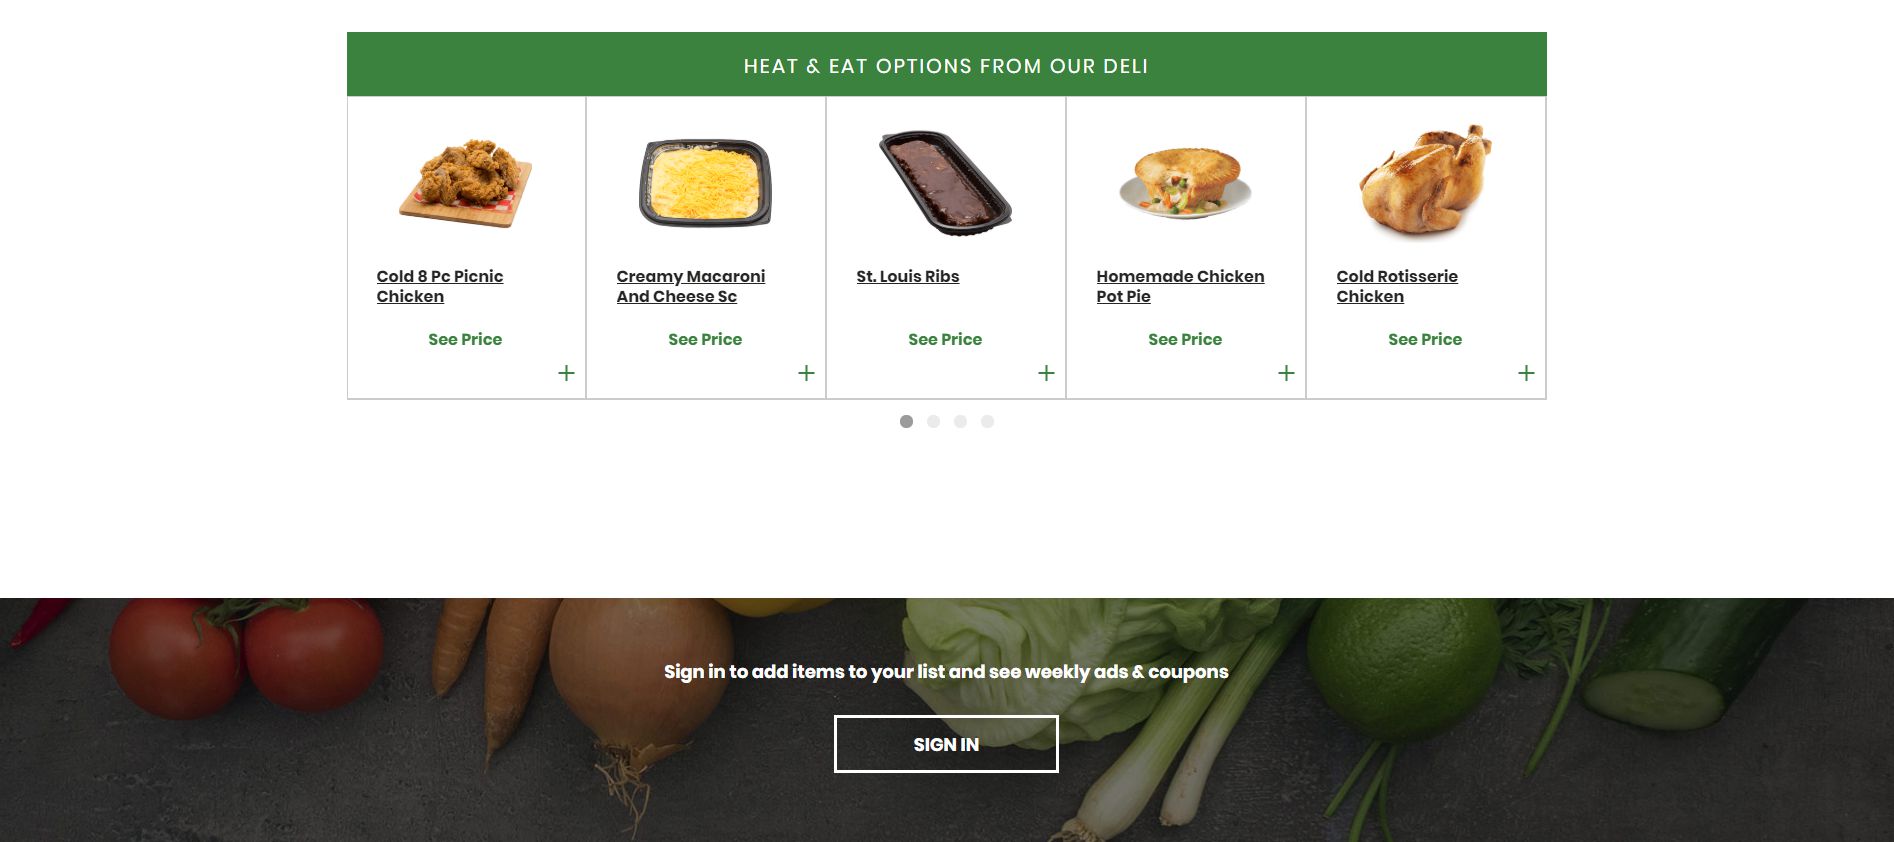 HEAT & EAT OPTIONS FROM OUR DELI
Cold 8 Pc Picnic
Chicken
See Price
+
Creamy Macaroni
And Cheese Sc
See Price
+
St. Louis Ribs
See Price
+
Homemade Chicken
Pot Pie
See Price
+
Cold Rotisserie
Chicken
See Price
+
Sign in to add items to your list and see weekly ads & coupons
SIGN IN